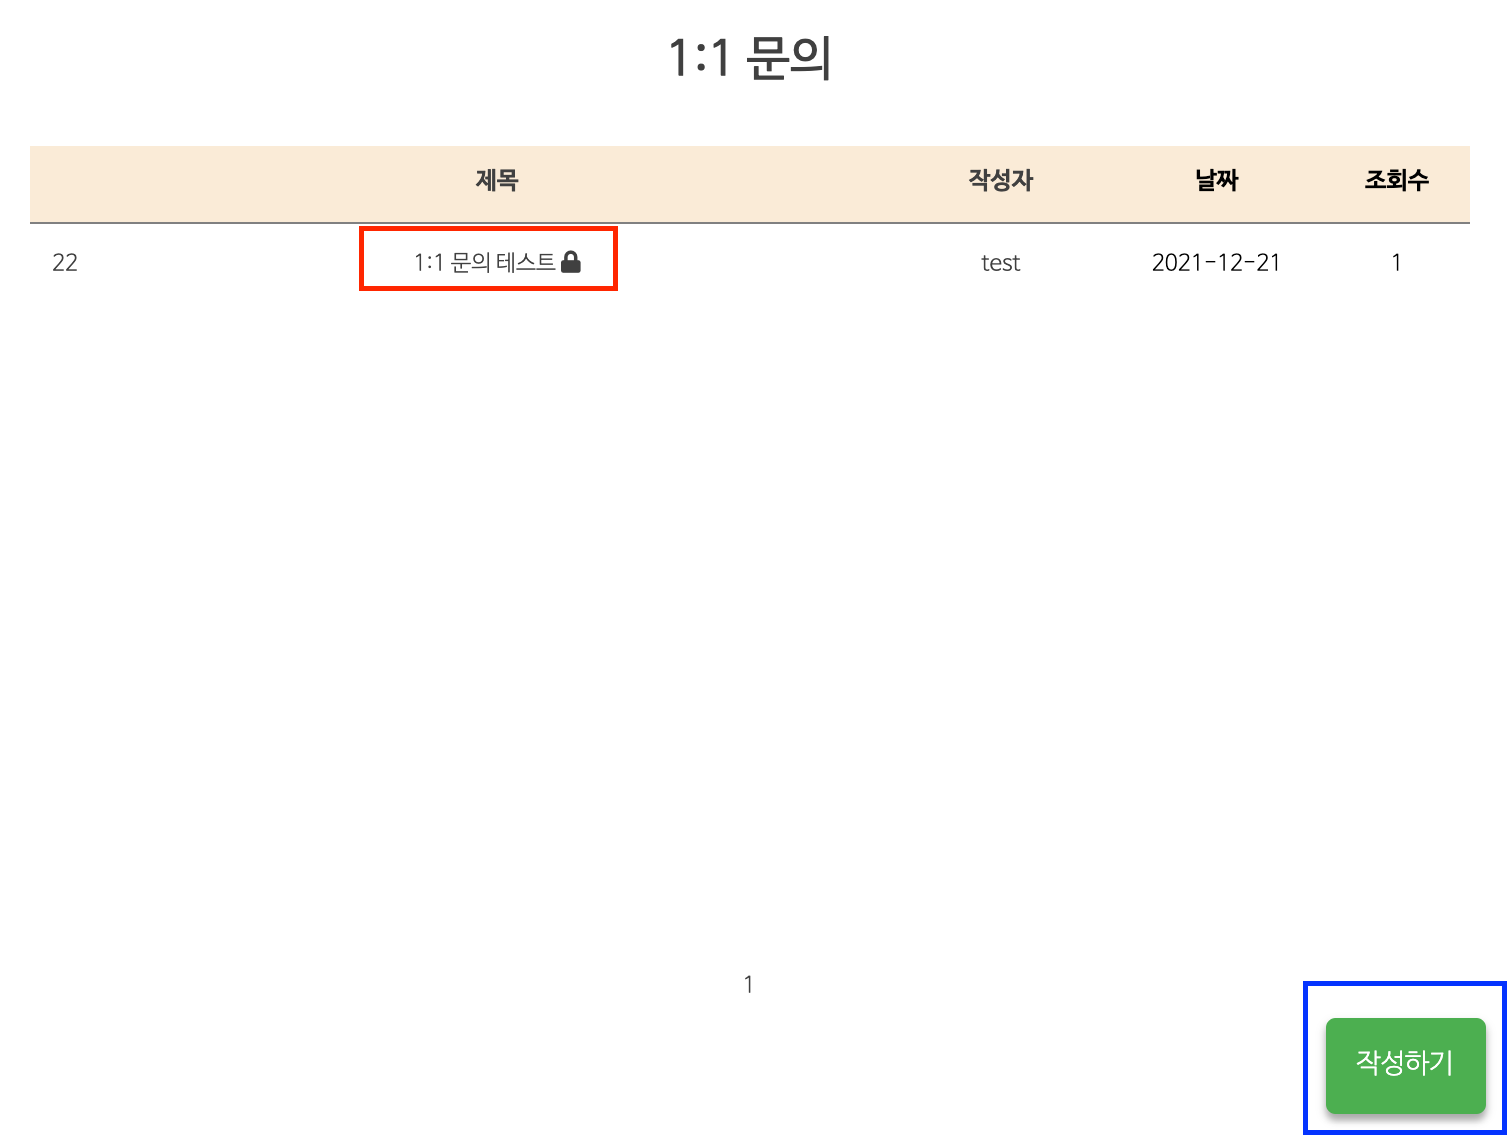 1:1 문의
제목 작성자 날짜 조회수
22 1:1 문의 테스트 test 2021-12-21 1
1
작성하기